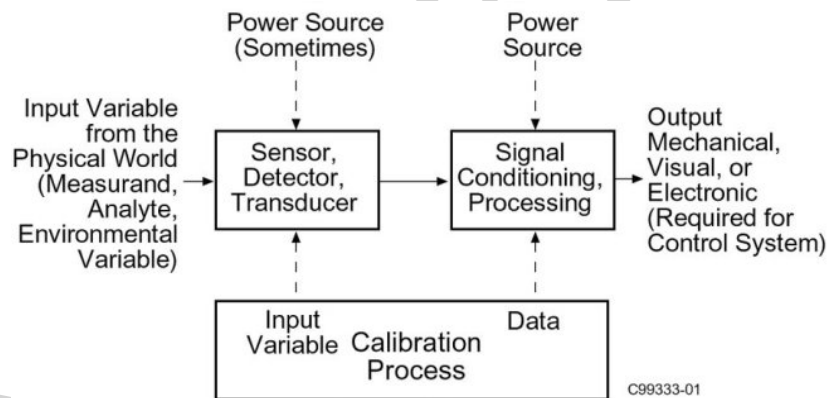 Power Source
(Sometimes)
Power
Source
Input Variable
from the
Physical World
(Measurand,
Analyte,
Environmental
Variable)
Sensor,
Detector,
Transducer
Signal
Conditioning,
Processing
Output
Mechanical,
Visual, or
Electronic
(Required for
Control System)
Input
Variable
Calibration
Process
Data
C99333-01